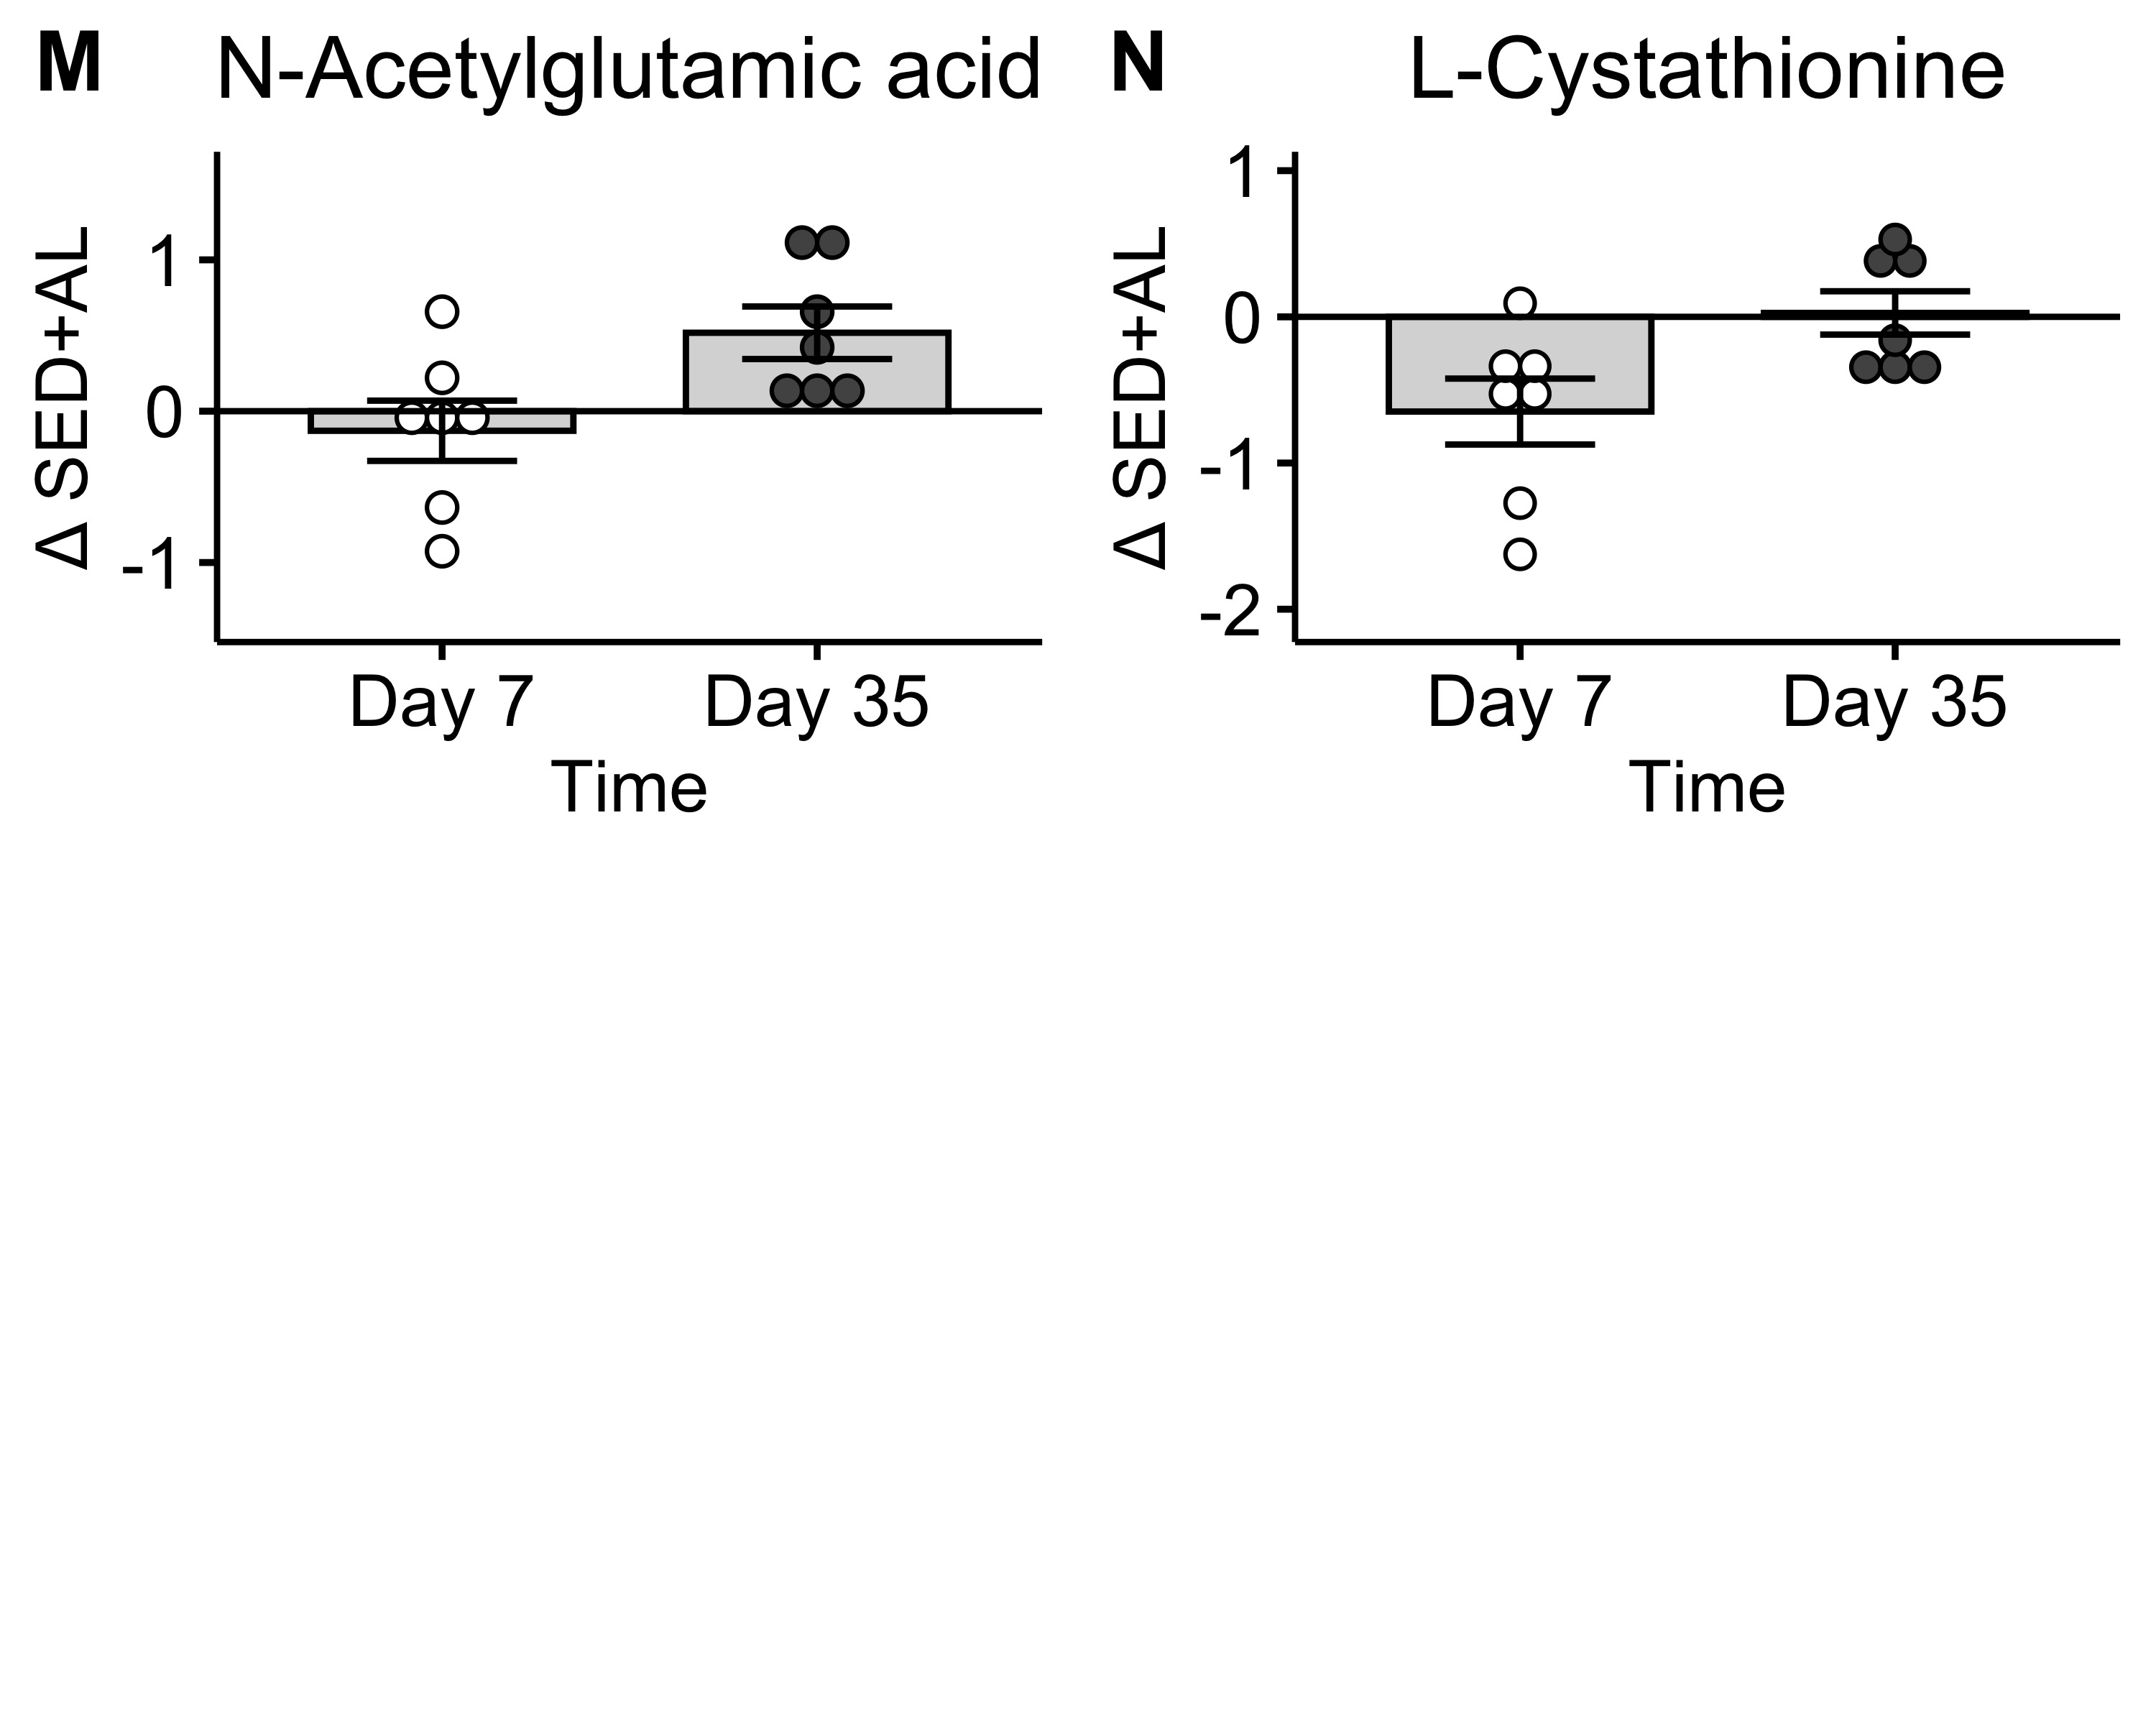 M N-Acetylglutamic acid
Δ SED+AL
1
0
-1
Day 7 Day 35
Time
N L-Cystathionine
Δ SED+AL
1
0
-1
-2
Day 7 Day 35
Time